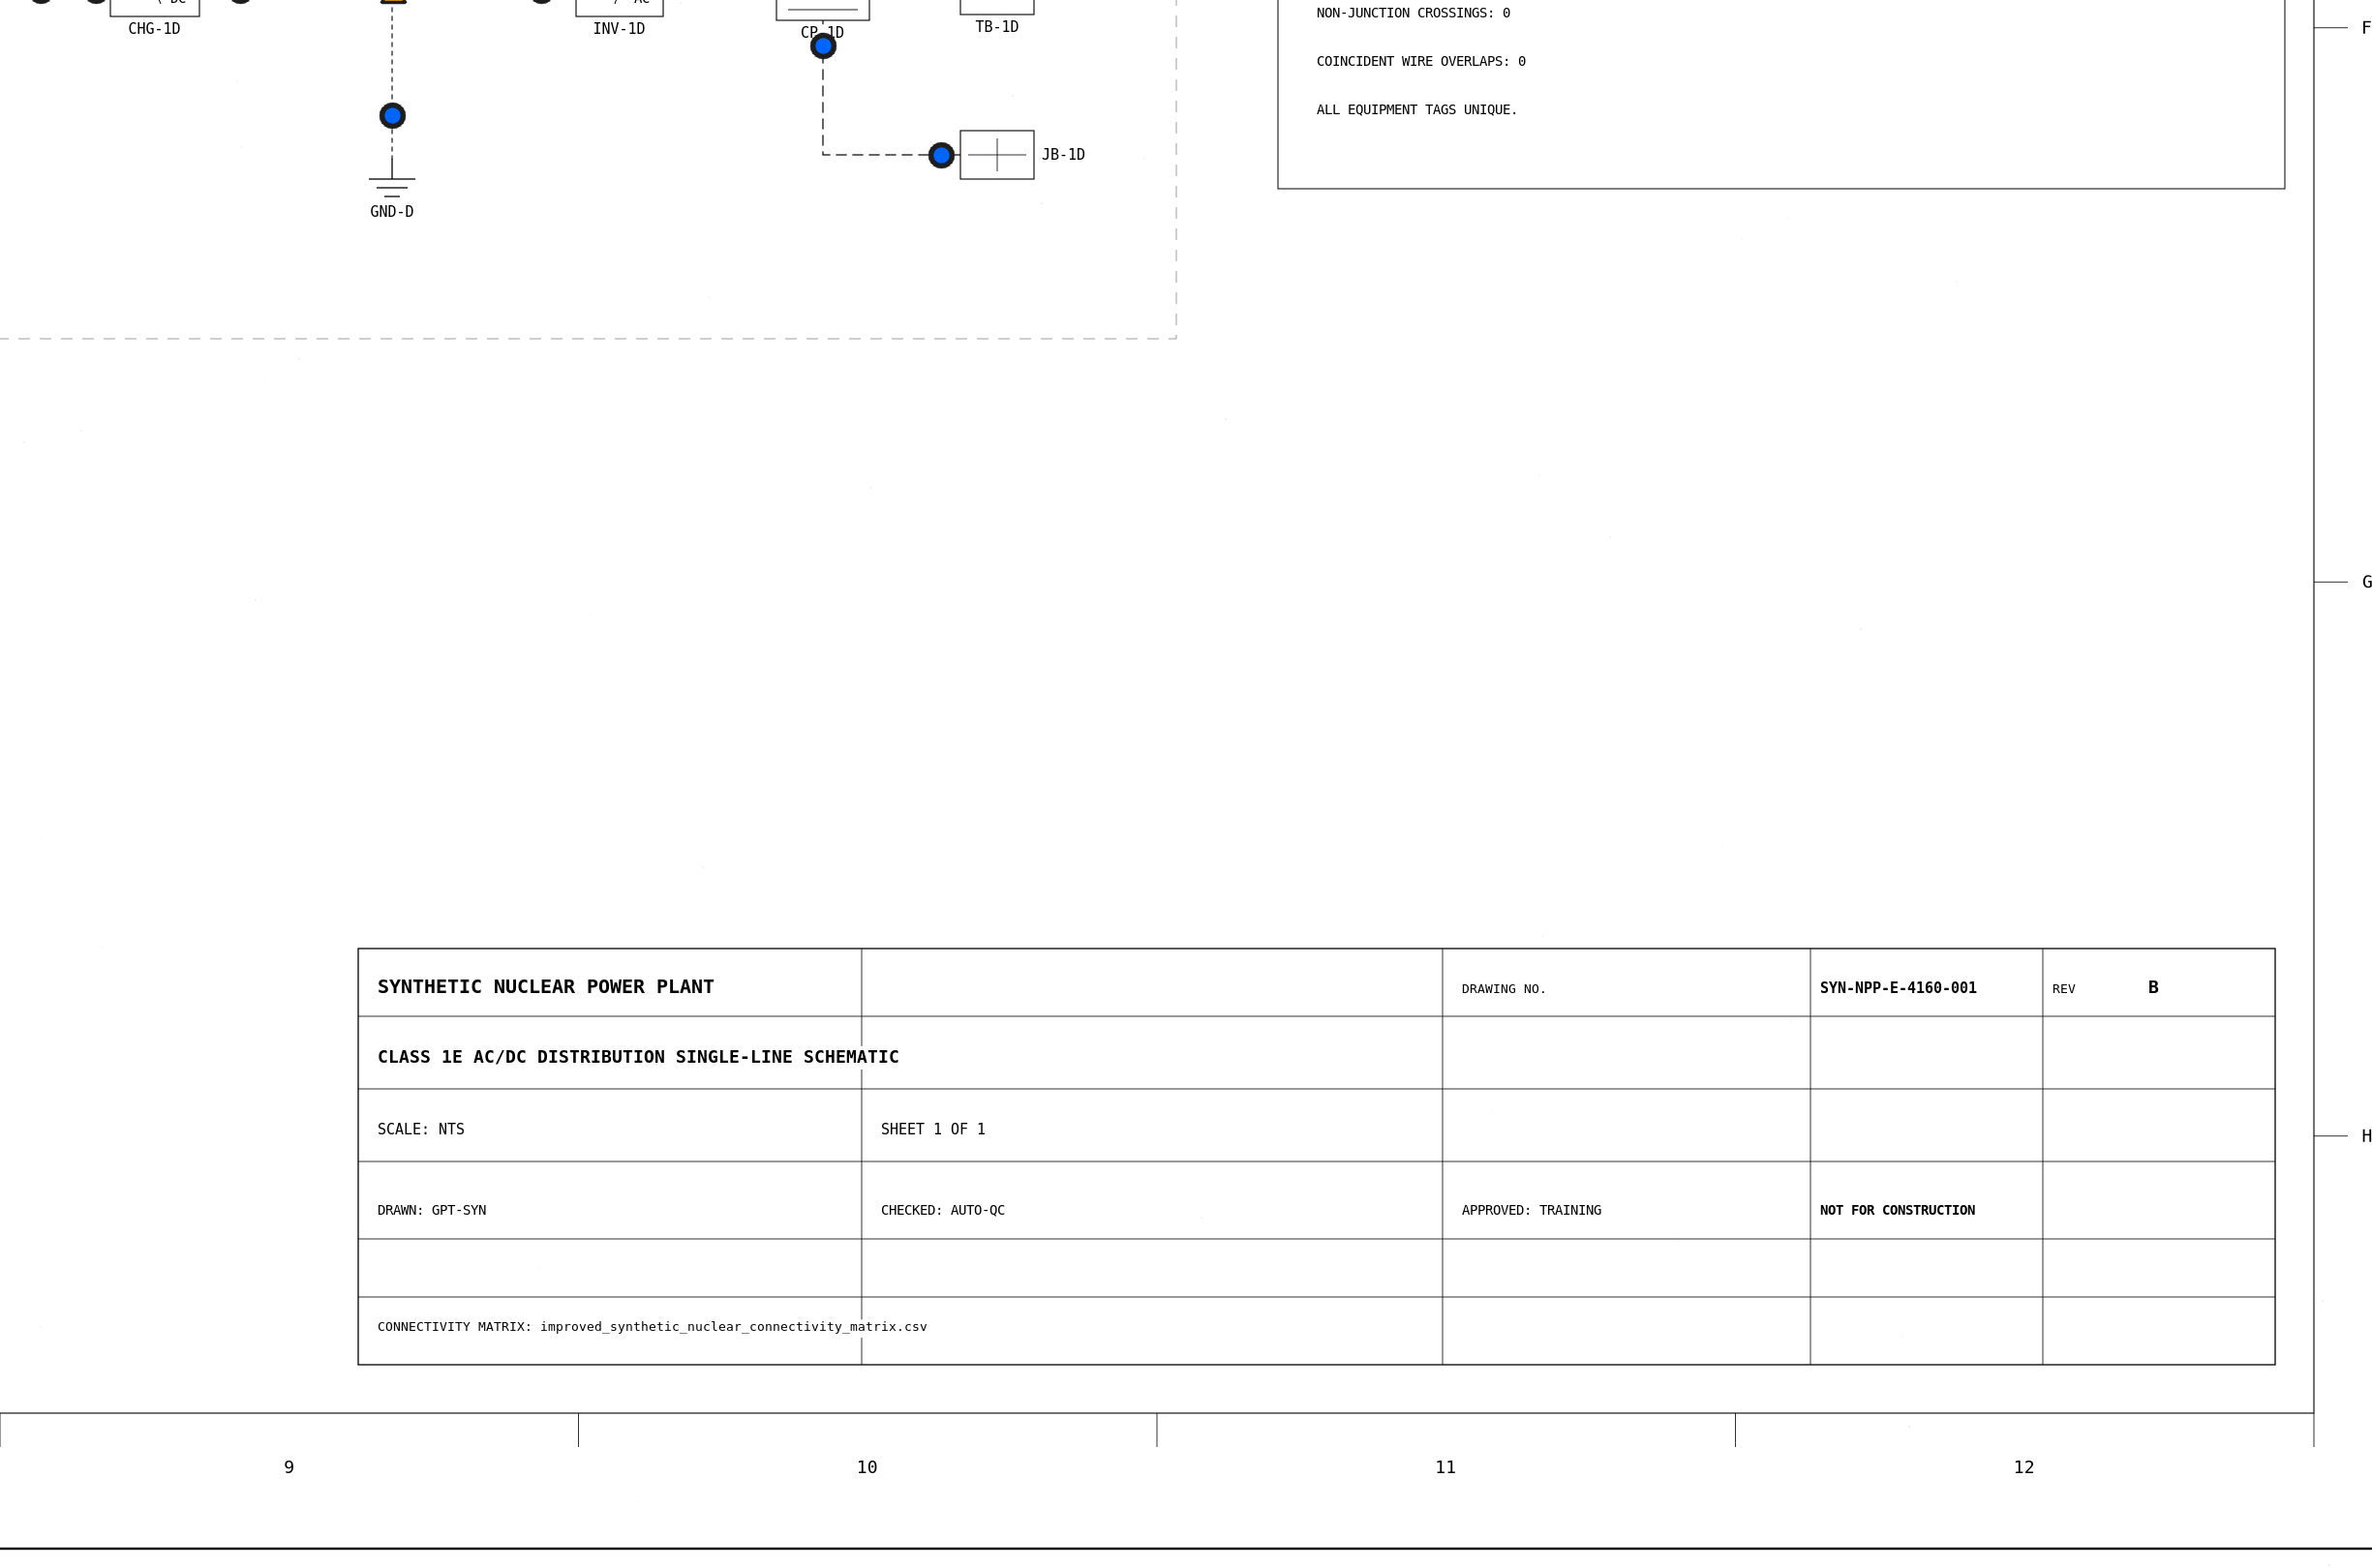 DC
AC
CHG-1D
INV-1D
CP-1D
TB-1D
NON-JUNCTION CROSSINGS: 0
F
COINCIDENT WIRE OVERLAPS: 0
ALL EQUIPMENT TAGS UNIQUE.
JB-1D
GND-D
G
SYNTHETIC NUCLEAR POWER PLANT
DRAWING NO.
SYN-NPP-E-4160-001
REV B
CLASS 1E AC/DC DISTRIBUTION SINGLE-LINE SCHEMATIC
SCALE: NTS
SHEET 1 OF 1
H
DRAWN: GPT-SYN
CHECKED: AUTO-QC
APPROVED: TRAINING
NOT FOR CONSTRUCTION
CONNECTIVITY MATRIX: improved_synthetic_nuclear_connectivity_matrix.csv
9
10
11
12